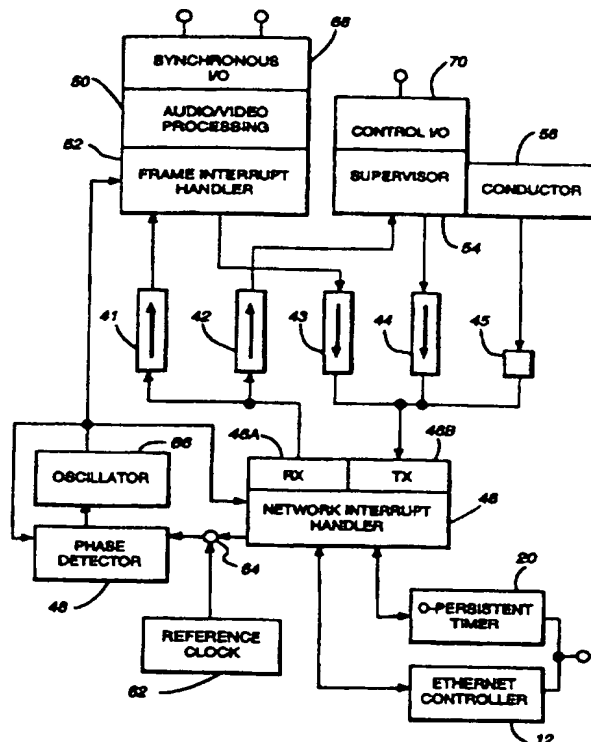 68
SYNCHRONOUS
I/O
50
AUDIO/VIDEO
PROCESSING
52
FRAME INTERRUPT
HANDLER
70
CONTROL I/O
56
SUPERVISOR
CONDUCTOR
54
41
42
43
44
45
46A
46B
66
RX
TX
OSCILLATOR
NETWORK INTERRUPT
HANDLER
46
PHASE
DETECTOR
64
48
20
REFERENCE
CLOCK
O-PERSISTENT
TIMER
62
ETHERNET
CONTROLLER
12